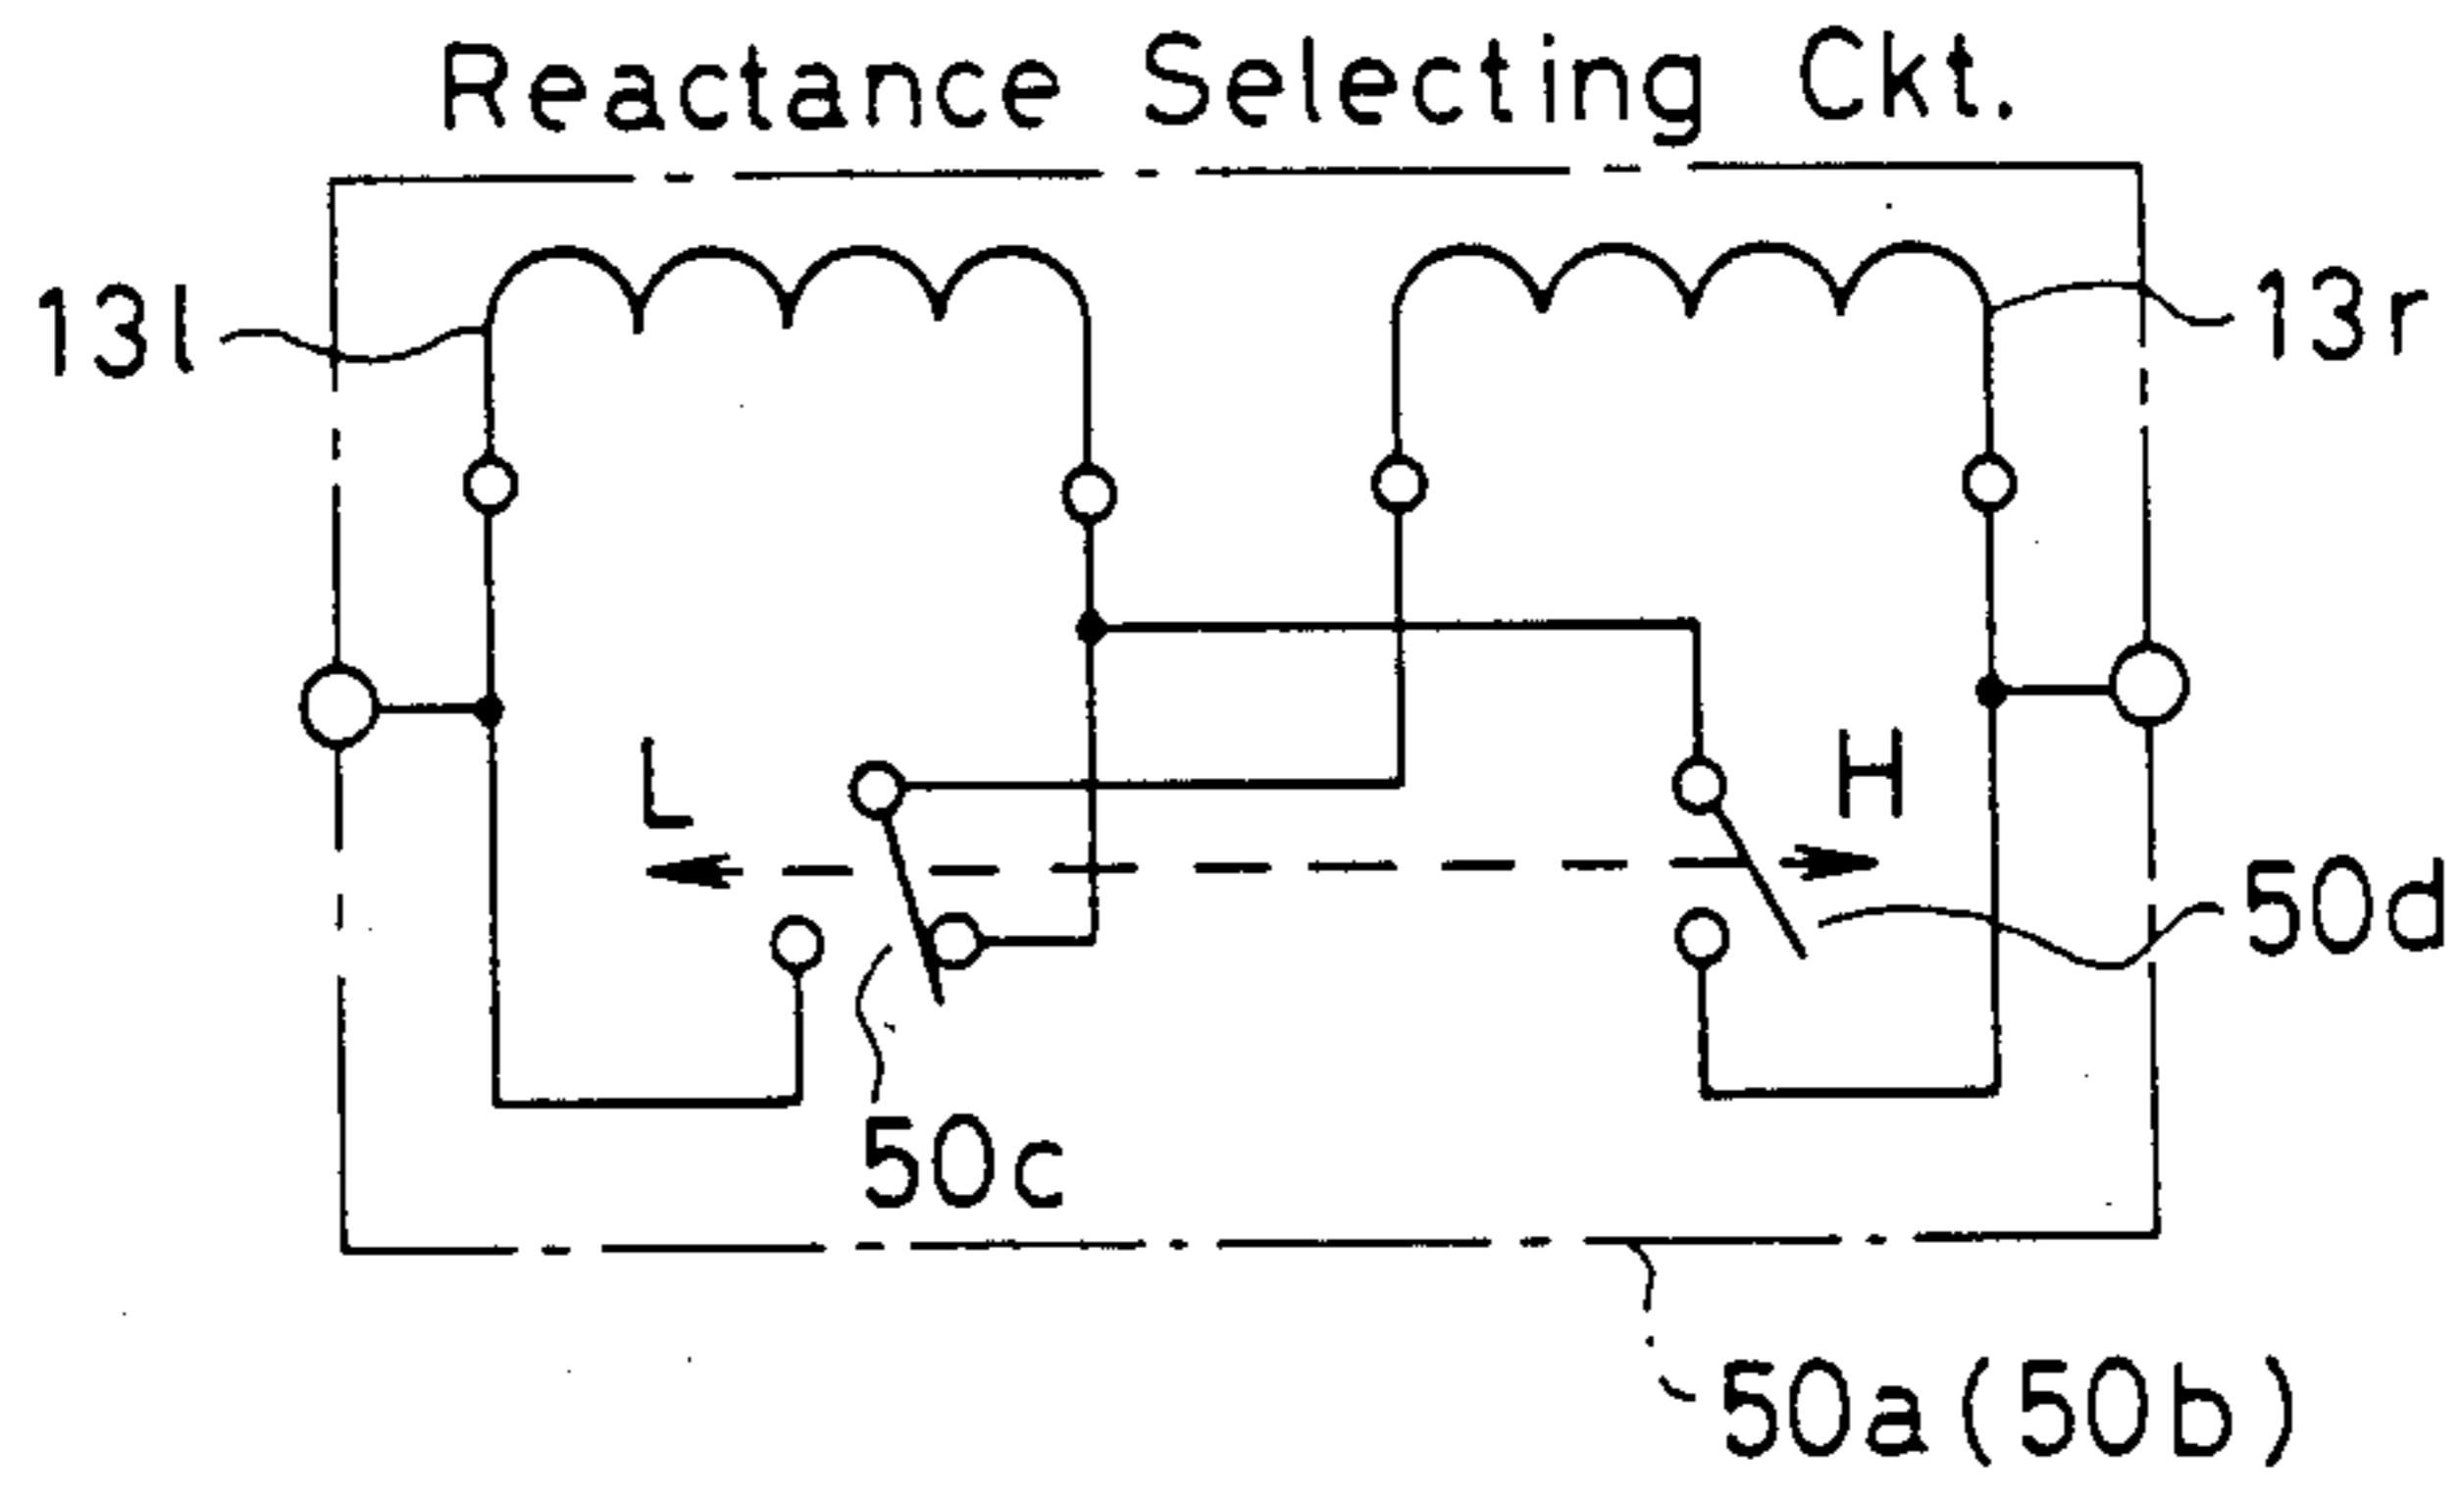 Reactance Selecting Ckt.
13l
13r
L
H
50d
50c
50a(50b)